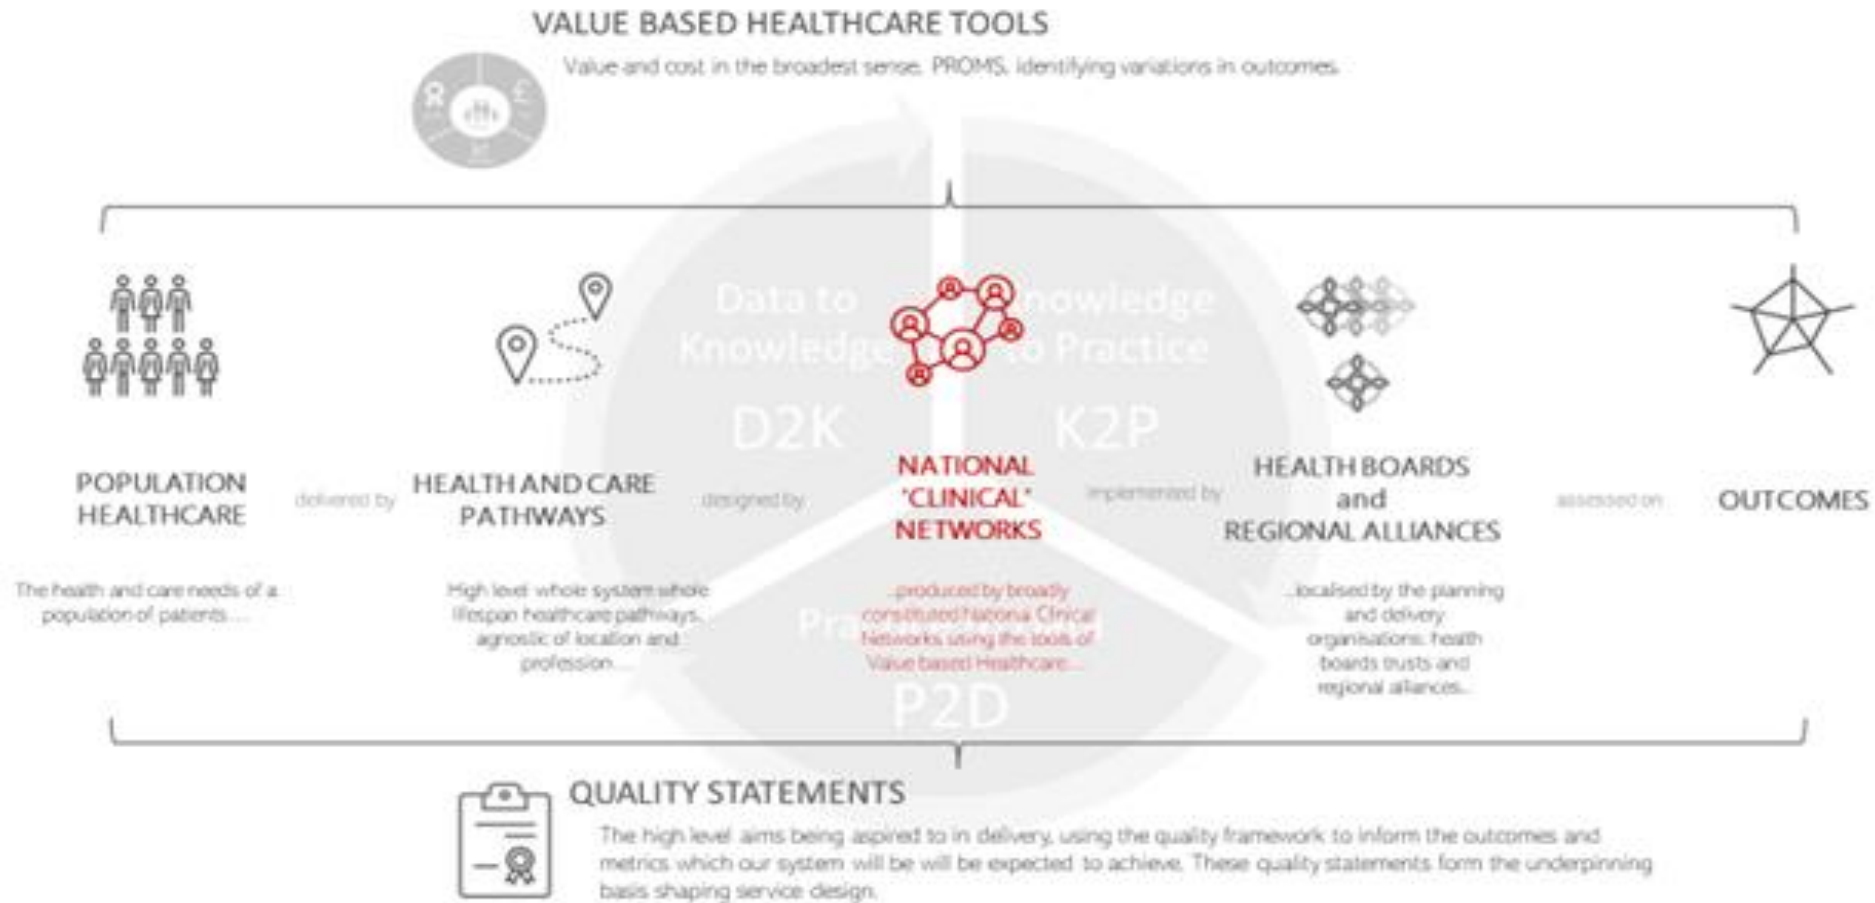 VALUE BASED HEALTHCARE TOOLS
Value and cost in the broadest sense, PROMS, identifying variations in outcomes.
£
Data to
Knowledge
D2K
nowledge
to Practice
K2P
POPULATION
HEALTHCARE
delivered by
HEALTH AND CARE
PATHWAYS
designed by
NATIONAL
'CLINICAL'
NETWORKS
implemented by
HEALTH BOARDS
and
REGIONAL ALLIANCES
assessed on
OUTCOMES
The health and care needs of a
population of patients....
High level whole system whole
lifespan healthcare pathways,
agnostic of location and
profession....
...produced by broadly
constituted National Clinical
Networks using the tools of
Value based Healthcare....
...localised by the planning
and delivery
organisations, health
boards trusts and
regional alliances...
P2D
QUALITY STATEMENTS
The high level aims being aspired to in delivery, using the quality framework to inform the outcomes and
metrics which our system will be will be expected to achieve. These quality statements form the underpinning
basis shaping service design.